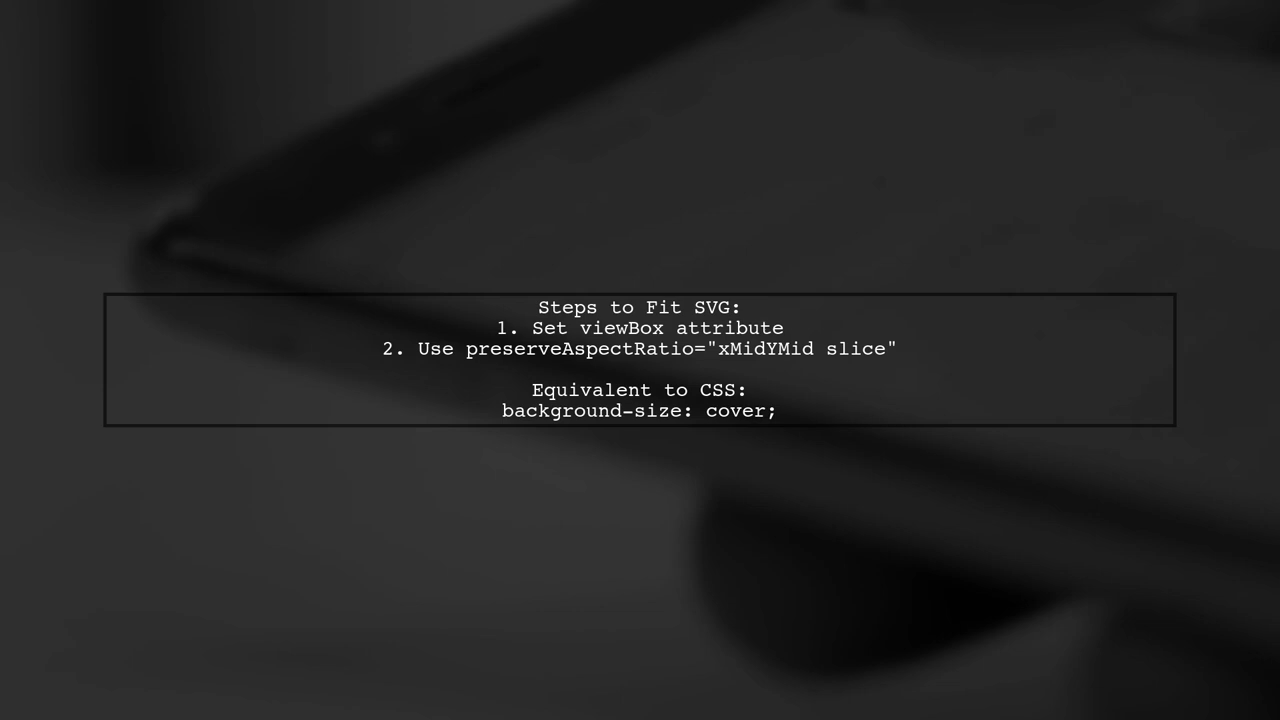 Steps to Fit SVG:
1. Set viewBox attribute
2. Use preserveAspectRatio="xMidYMid slice"
Equivalent to CSS:
background-size: cover;